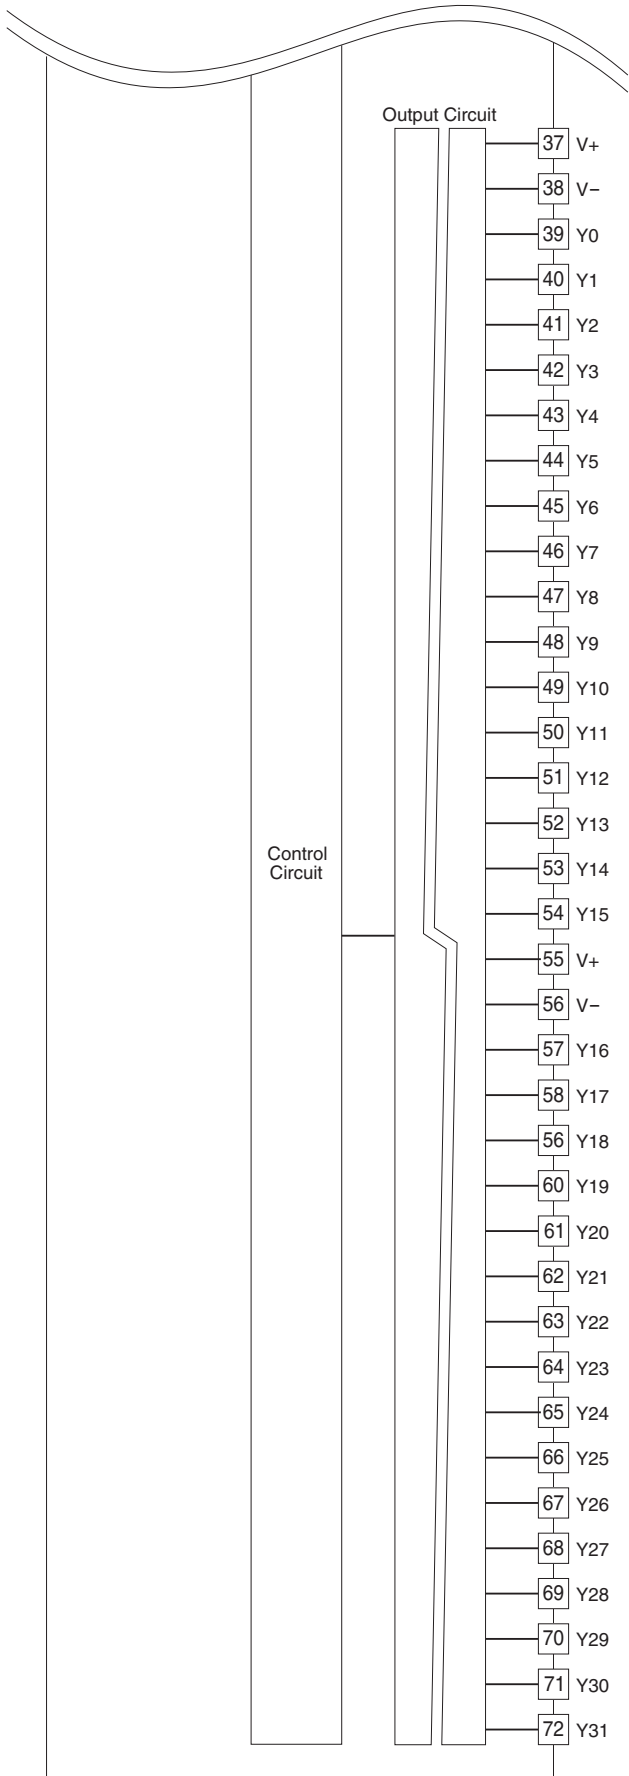 Output Circuit
37 V+
38 V−
39 Y0
40 Y1
41 Y2
42 Y3
43 Y4
44 Y5
45 Y6
46 Y7
47 Y8
48 Y9
49 Y10
50 Y11
51 Y12
52 Y13
Control
Circuit
53 Y14
54 Y15
55 V+
56 V−
57 Y16
58 Y17
56 Y18
60 Y19
61 Y20
62 Y21
63 Y22
64 Y23
65 Y24
66 Y25
67 Y26
68 Y27
69 Y28
70 Y29
71 Y30
72 Y31